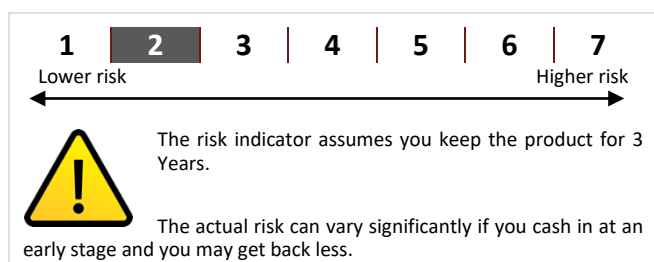 1 2 3 4 5 6 7
Lower risk Higher risk
The risk indicator assumes you keep the product for 3
Years.
The actual risk can vary significantly if you cash in at an
early stage and you may get back less.